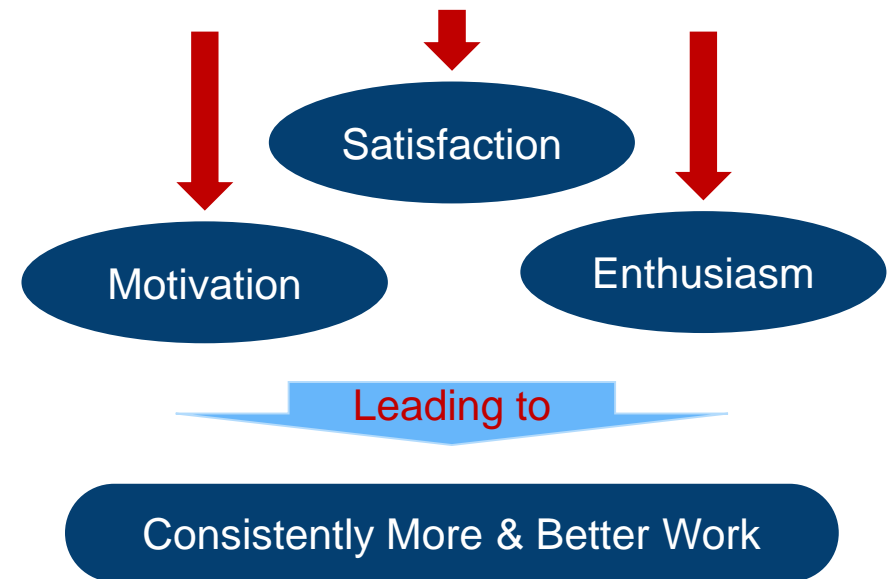 Satisfaction
Motivation
Enthusiasm
Leading to
Consistently More & Better Work